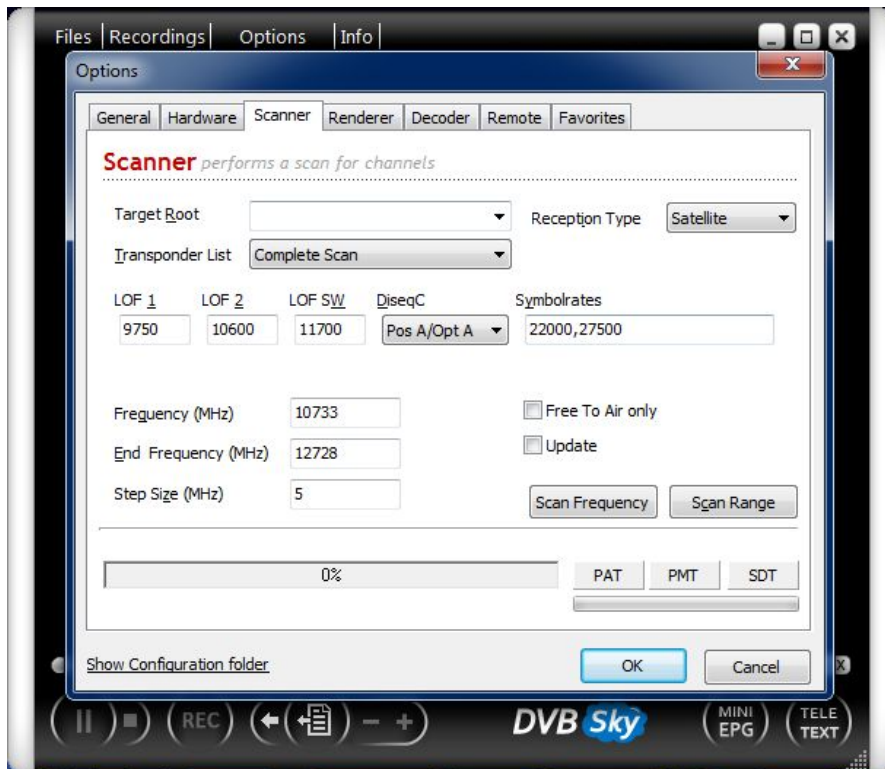 Files | Recordings | Options | Info |
Options
General Hardware Scanner Renderer Decoder Remote Favorites
Scanner performs a scan for channels
Target Root Reception Type Satellite
Transponder List Complete Scan
LOF 1 LOF 2 LOF SW DiseqC Symbolrates
9750 10600 11700 Pos A/Opt A 22000,27500
Frequency (MHz) 10733 Free To Air only
End Frequency (MHz) 12728 Update
Step Size (MHz) 5 Scan Frequency Scan Range
0% PAT PMT SDT
Show Configuration folder OK Cancel
REC DVB Sky MINI EPG TELE TEXT